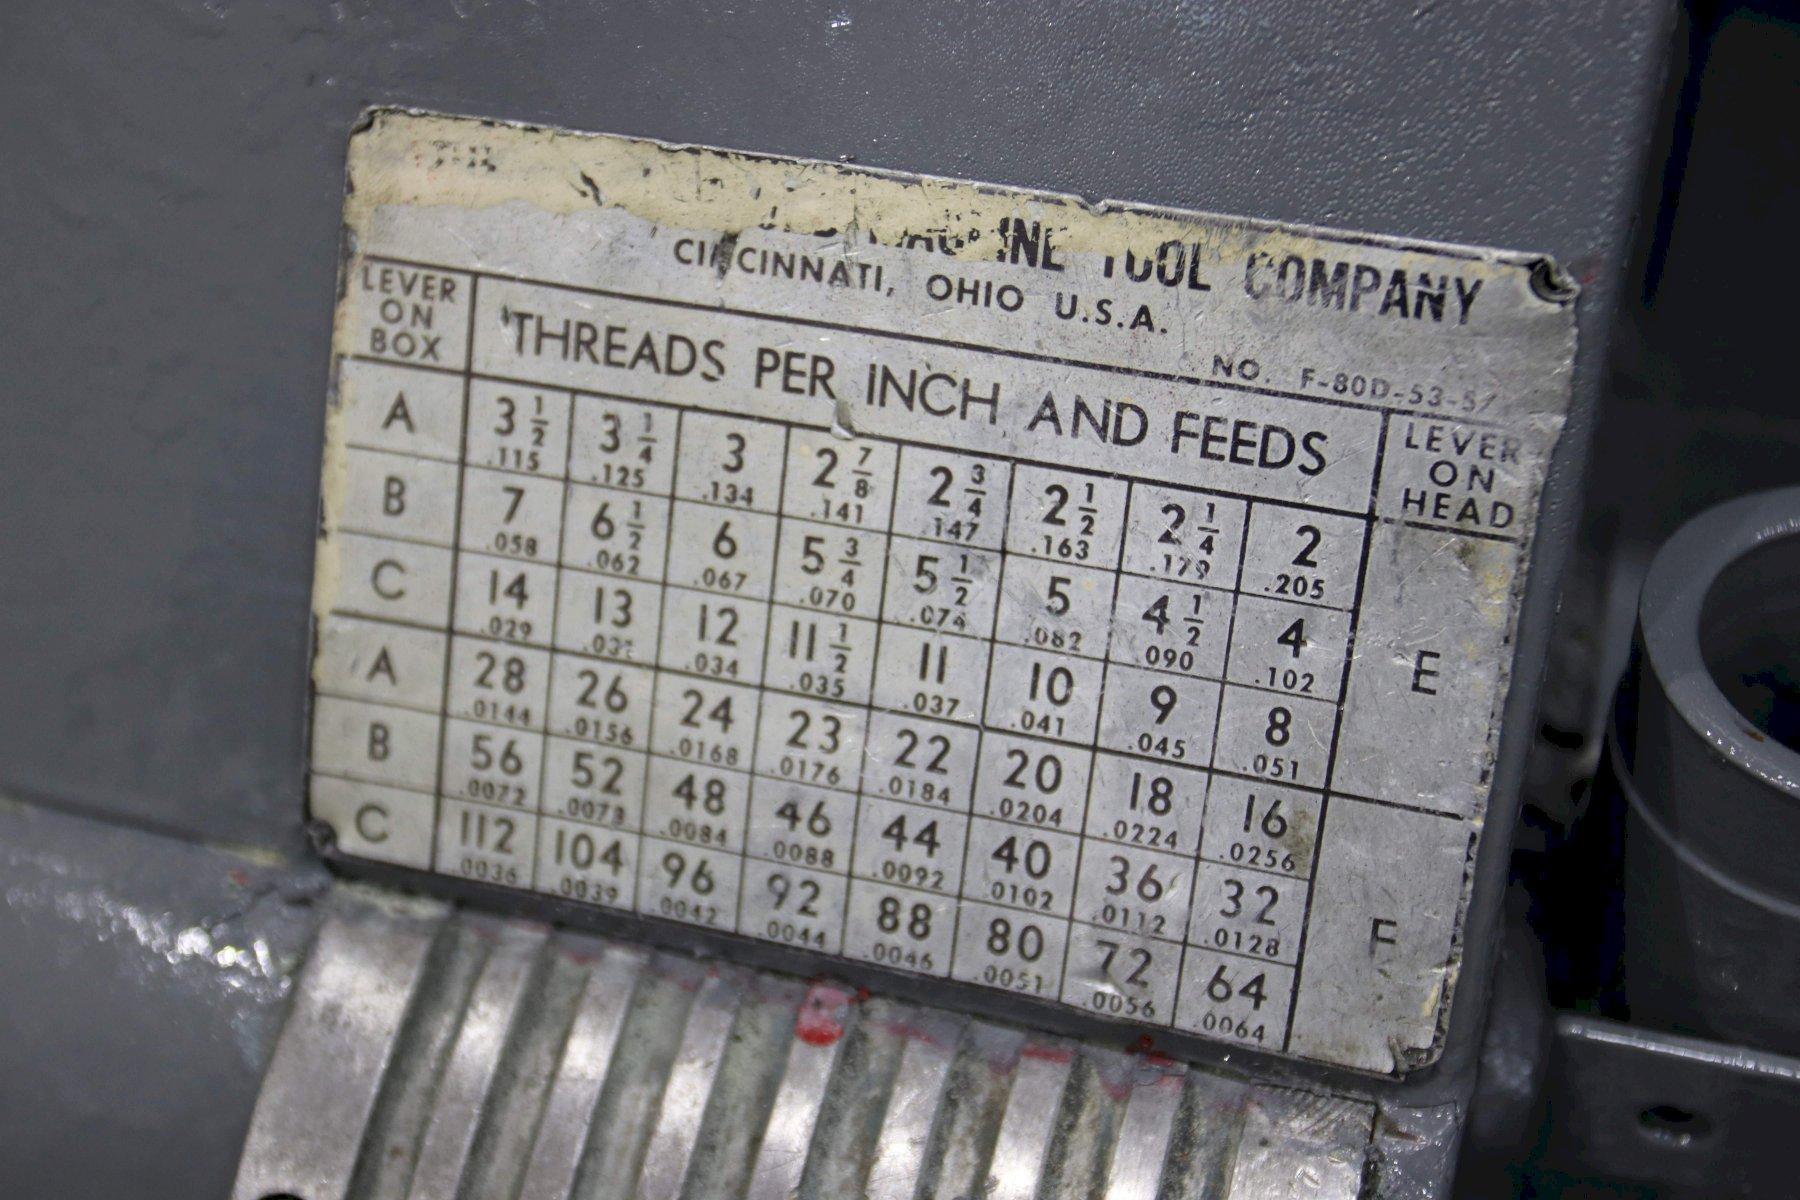 TOOL COMPANY
CINCINNATI, OHIO U.S.A.
NO. F-80D-53-57
LEVER ON BOX THREADS PER INCH AND FEEDS LEVER ON HEAD
A 3 1/2 3 1/4 3 2 7/8 2 3/4 2 1/2 2 1/4 2
.115 .125 .134 .141 .147 .163 .179 .205
B 7 6 1/2 6 5 3/4 5 1/2 5 4 1/2 4 E
.058 .062 .067 .070 .074 .082 .090 .102
C 14 13 12 11 1/2 11 10 9 8
.029 .034 .035 .037 .041 .045 .051
A 28 26 24 23 22 20 18 16
.0144 .0156 .0168 .0176 .0184 .0204 .0224 .0256
B 56 52 48 46 44 40 36 32 F
.0072 .0078 .0084 .0088 .0092 .0102 .0112 .0128
C 112 104 96 92 88 80 72 64
.0036 .0039 .0042 .0044 .0046 .0051 .0056 .0064